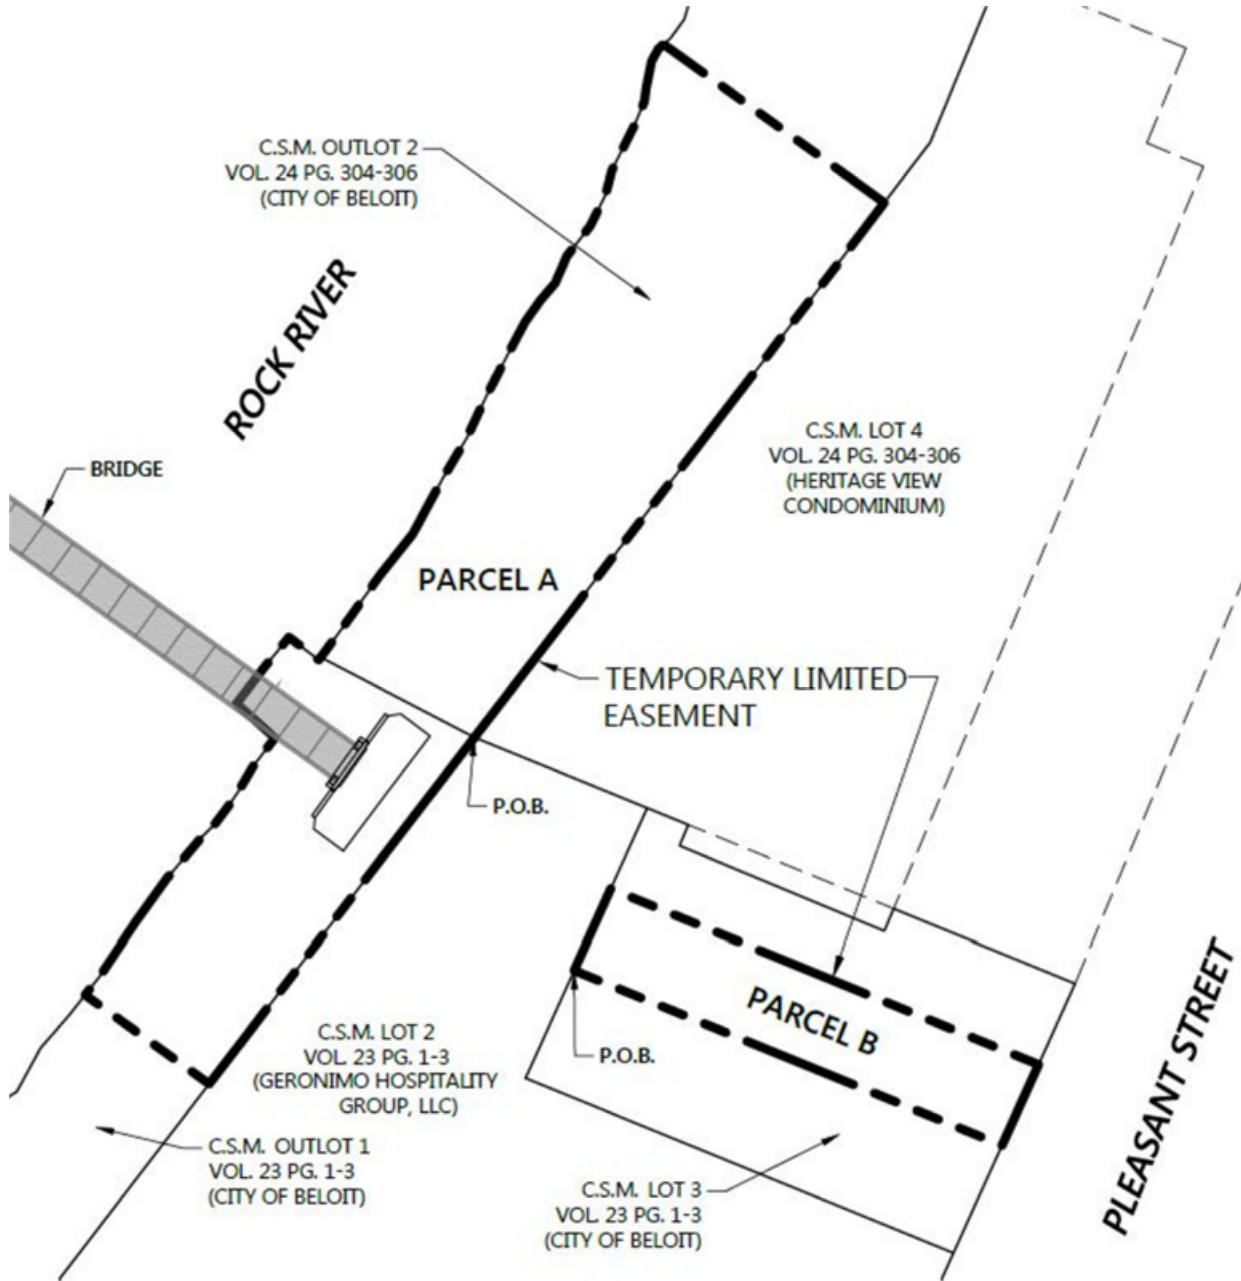 C.S.M. OUTLOT 2
VOL. 24 PG. 304-306
(CITY OF BELOIT)
ROCK RIVER
BRIDGE
C.S.M. LOT 4
VOL. 24 PG. 304-306
(HERITAGE VIEW
CONDOMINIUM)
PARCEL A
TEMPORARY LIMITED
EASEMENT
P.O.B.
PARCEL B
P.O.B.
PLEASANT STREET
C.S.M. LOT 2
VOL. 23 PG. 1-3
(GERONIMO HOSPITALITY
GROUP, LLC)
C.S.M. OUTLOT 1
VOL. 23 PG. 1-3
(CITY OF BELOIT)
C.S.M. LOT 3
VOL. 23 PG. 1-3
(CITY OF BELOIT)